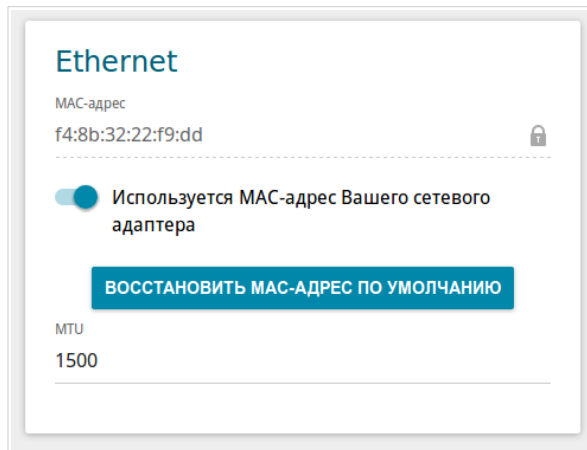 Ethernet
MAC-адрес
f4:8b:32:22:f9:dd
Используется MAC-адрес Вашего сетевого
адаптера
ВОССТАНОВИТЬ MAC-АДРЕС ПО УМОЛЧАНИЮ
MTU
1500